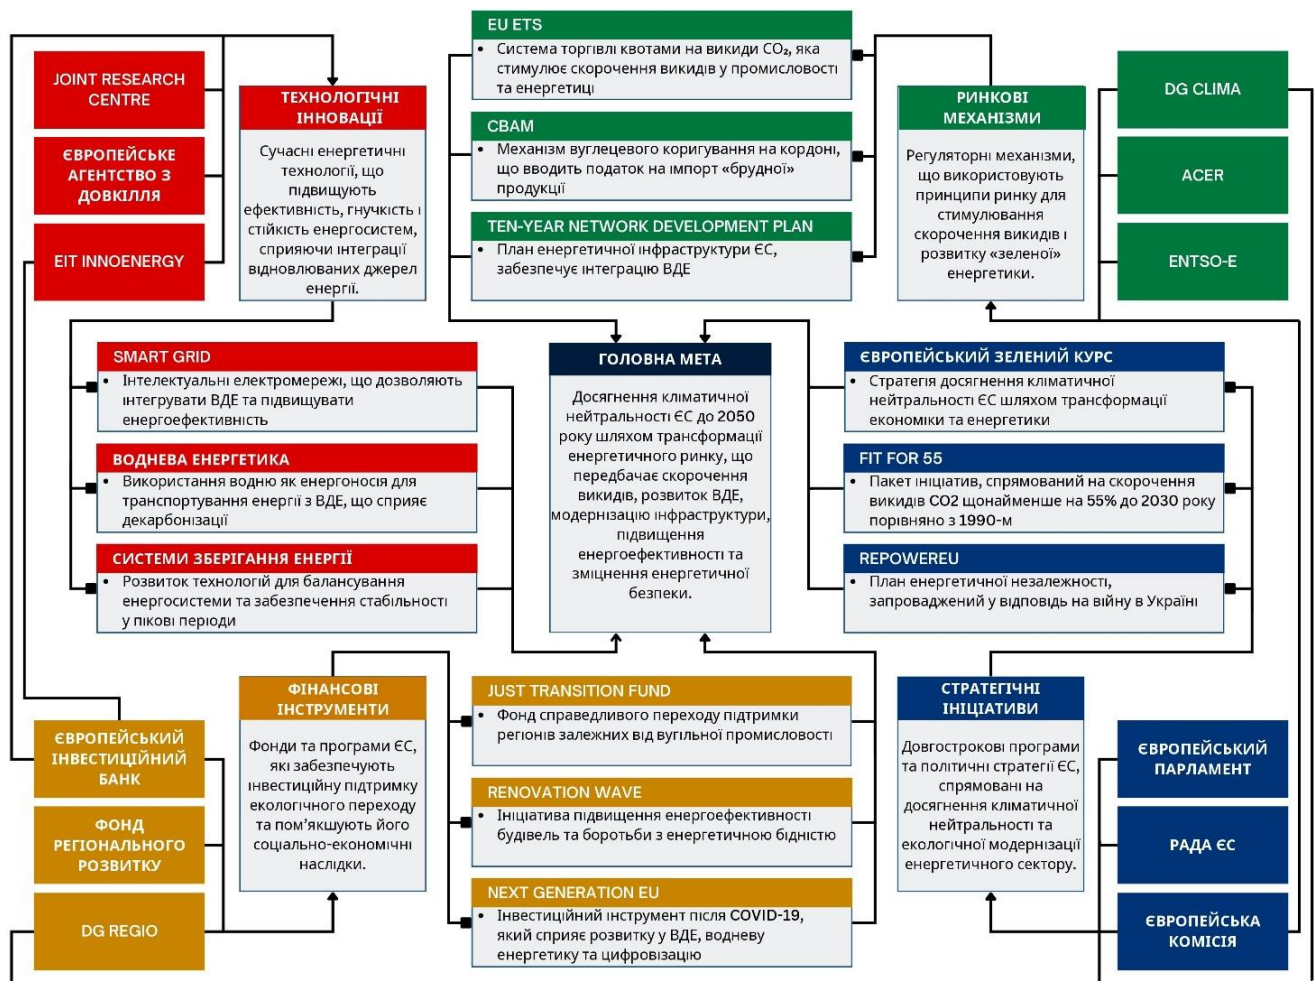 JOINT RESEARCH
CENTRE
ЄВРОПЕЙСЬКЕ
АГЕНТСТВО З
ДОВКІЛЛЯ
EIT INNOENERGY
ТЕХНОЛОГІЧНІ
ІННОВАЦІЇ
Сучасні енергетичні
технології, що
підвищують
ефективність, гнучкість і
стійкість енергосистем,
сприяючи інтеграції
відновлюваних джерел
енергії.
EU ETS
• Система торгівлі квотами на викиди CO₂, яка
стимулює скорочення викидів у промисловості
та енергетиці
CBAM
• Механізм вуглецевого коригування на кордоні,
що вводить податок на імпорт «брудної»
продукції
TEN-YEAR NETWORK DEVELOPMENT PLAN
• План енергетичної інфраструктури ЄС,
забезпечує інтеграцію ВДЕ
РИНКОВІ
МЕХАНІЗМИ
Регуляторні механізми,
що використовують
принципи ринку для
стимулювання
скорочення викидів і
розвитку «зеленої»
енергетики.
DG CLIMA
ACER
ENTSO-E
SMART GRID
• Інтелектуальні електромережі, що дозволяють
інтегрувати ВДЕ та підвищувати
енергоефективність
ВОДНЕВА ЕНЕРГЕТИКА
• Використання водню як енергоносія для
транспортування енергії з ВДЕ, що сприяє
декарбонізації
СИСТЕМИ ЗБЕРІГАННЯ ЕНЕРГІЇ
• Розвиток технологій для балансування
енергосистеми та забезпечення стабільності
у пікові періоди
ГОЛОВНА МЕТА
Досягнення кліматичної
нейтральності ЄС до 2050
року шляхом трансформації
енергетичного ринку, що
передбачає скорочення
викидів, розвиток ВДЕ,
модернізацію інфраструктури,
підвищення
енергоефективності та
зміцнення енергетичної
безпеки.
ЄВРОПЕЙСЬКИЙ ЗЕЛЕНИЙ КУРС
• Стратегія досягнення кліматичної
нейтральності ЄС шляхом трансформації
економіки та енергетики
FIT FOR 55
• Пакет ініціатив, спрямований на скорочення
викидів CO2 щонайменше на 55% до 2030 року
порівняно з 1990-м
REPOWEREU
• План енергетичної незалежності,
запроваджений у відповідь на війну в Україні
ЄВРОПЕЙСЬКИЙ
ІНВЕСТИЦІЙНИЙ
БАНК
ФОНД
РЕГІОНАЛЬНОГО
РОЗВИТКУ
DG REGIO
ФІНАНСОВІ
ІНСТРУМЕНТИ
Фонди та програми ЄС,
які забезпечують
інвестиційну підтримку
екологічного переходу
та пом’якшують його
соціально-економічні
наслідки.
JUST TRANSITION FUND
• Фонд справедливого переходу підтримки
регіонів залежних від вугільної промисловості
RENOVATION WAVE
• Ініціатива підвищення енергоефективності
будівель та боротьби з енергетичною бідністю
NEXT GENERATION EU
• Інвестиційний інструмент після COVID-19,
який сприяє розвитку у ВДЕ, водневу
енергетику та цифровізацію
СТРАТЕГІЧНІ
ІНІЦІАТИВИ
Довгострокові програми
та політичні стратегії ЄС,
спрямовані на
досягнення кліматичної
нейтральності та
екологічної модернізації
енергетичного сектору.
ЄВРОПЕЙСЬКИЙ
ПАРЛАМЕНТ
РАДА ЄС
ЄВРОПЕЙСЬКА
КОМІСІЯ